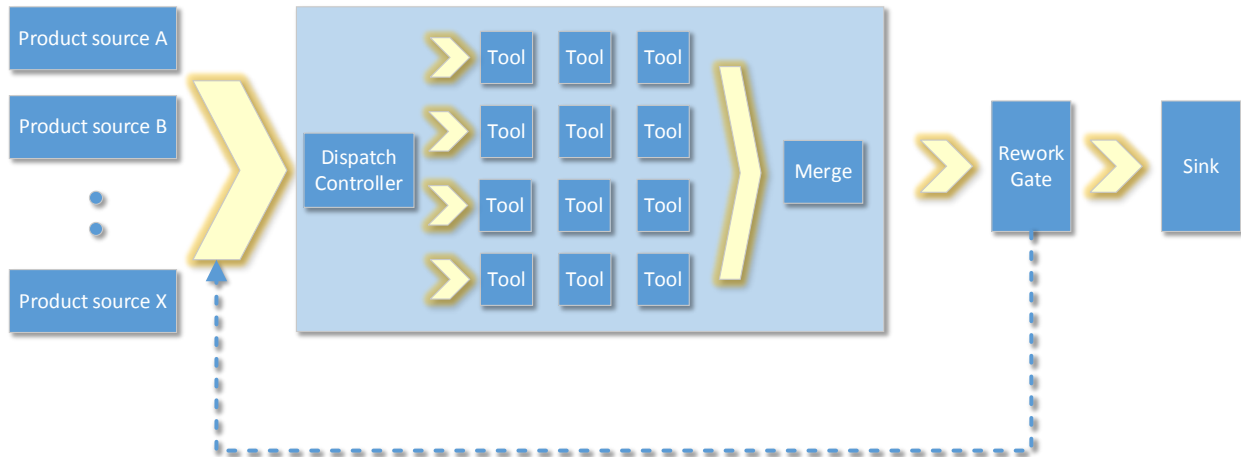 Product source A
Product source B
Product source X
Dispatch
Controller
Tool Tool Tool
Tool Tool Tool
Tool Tool Tool
Tool Tool Tool
Merge
Rework
Gate
Sink